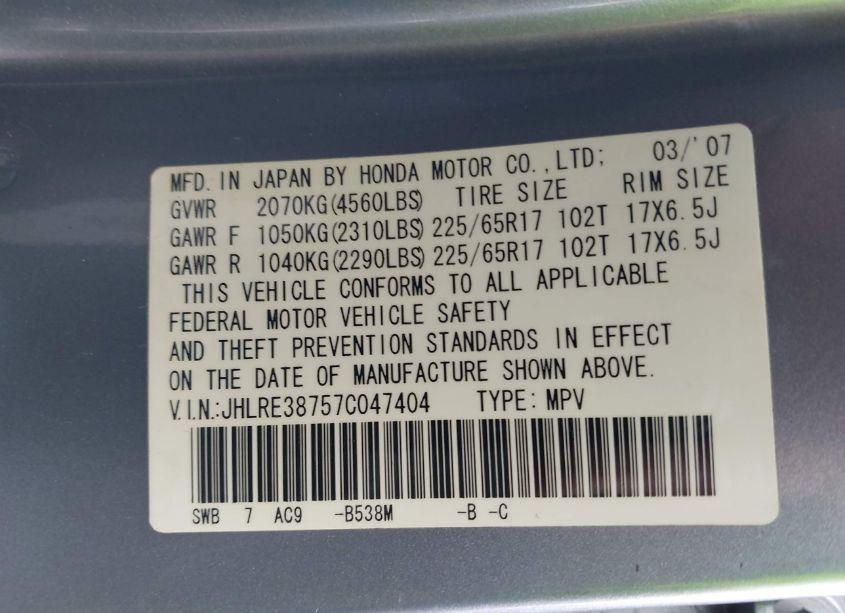 MFD. IN JAPAN BY HONDA MOTOR CO.,LTD; 03/'07
GVWR 2070KG(4560LBS) TIRE SIZE RIM SIZE
GAWR F 1050KG(2310LBS) 225/65R17 102T 17X6.5J
GAWR R 1040KG(2290LBS) 225/65R17 102T 17X6.5J
THIS VEHICLE CONFORMS TO ALL APPLICABLE
FEDERAL MOTOR VEHICLE SAFETY
AND THEFT PREVENTION STANDARDS IN EFFECT
ON THE DATE OF MANUFACTURE SHOWN ABOVE.
V.I.N.:JHLRE38757C047404 TYPE: MPV
SWB 7 AC9 -B538M -B -C